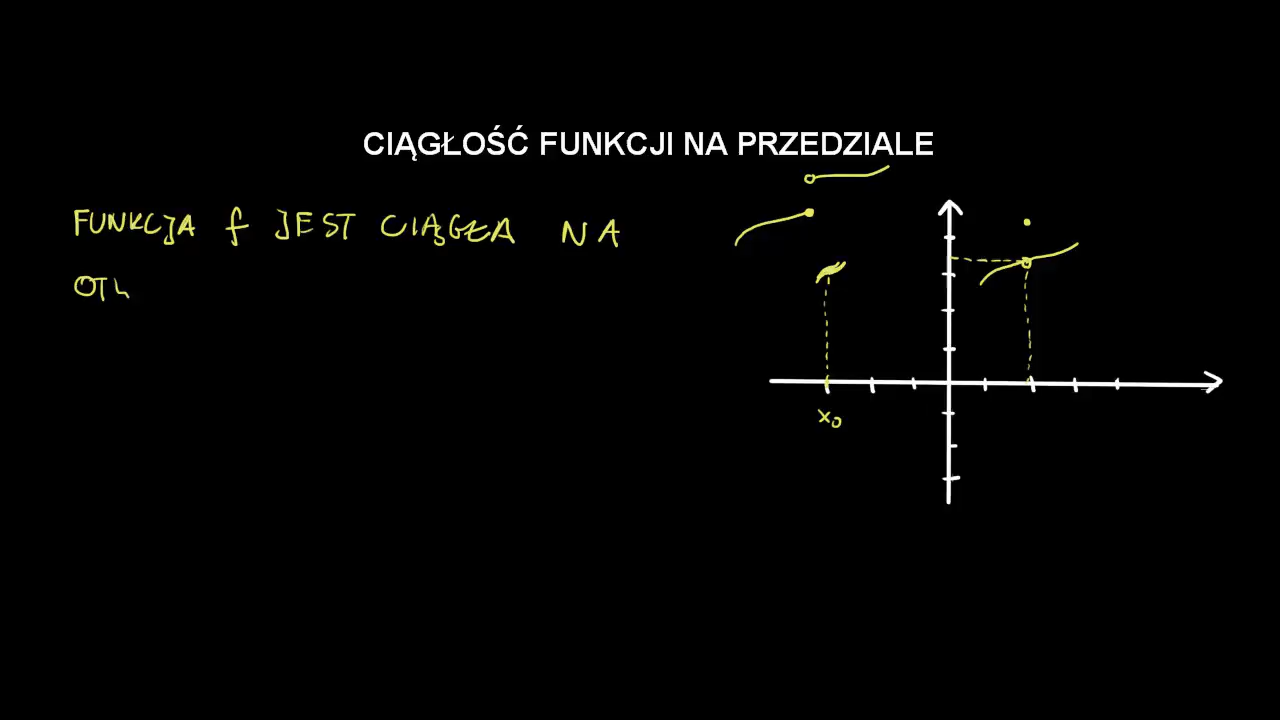 CIĄGŁOŚĆ FUNKCJI NA PRZEDZIALE
FUNKCJA f JEST CIĄGŁA NA
x₀